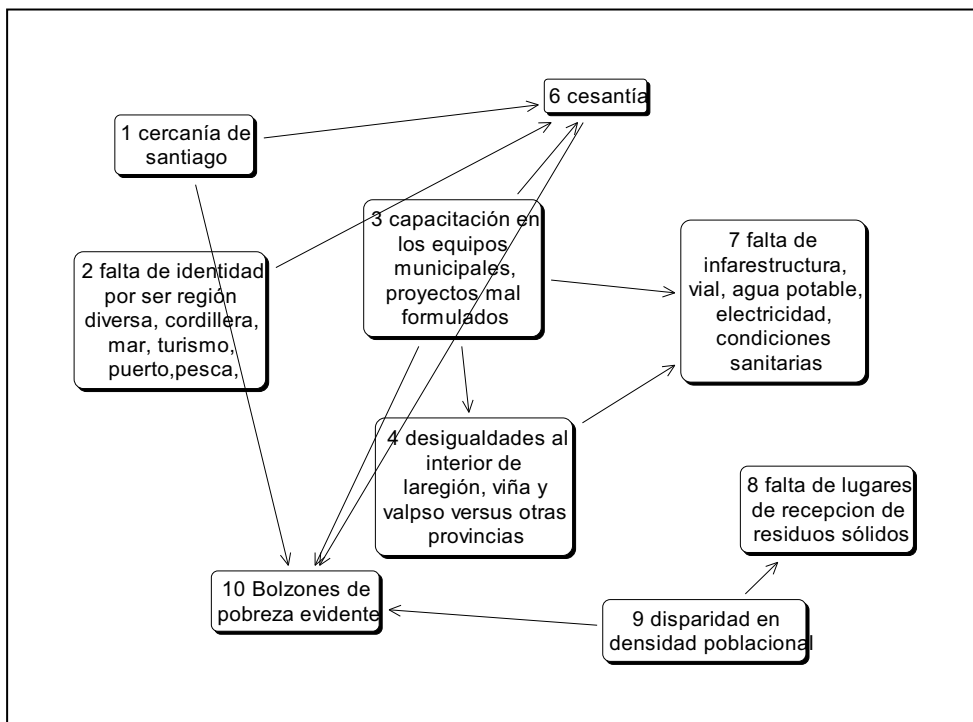 6 cesantía
1 cercanía de
santiago
3 capacitación en
los equipos
municipales,
proyectos mal
formulados
7 falta de
infarestructura,
vial, agua potable,
electricidad,
condiciones
sanitarias
2 falta de identidad
por ser región
diversa, cordillera,
mar, turismo,
puerto,pesca,
4 desigualdades al
interior de
laregión, viña y
valpso versus otras
provincias
8 falta de lugares
de recepcion de
residuos sólidos
10 Bolzones de
pobreza evidente
9 disparidad en
densidad poblacional